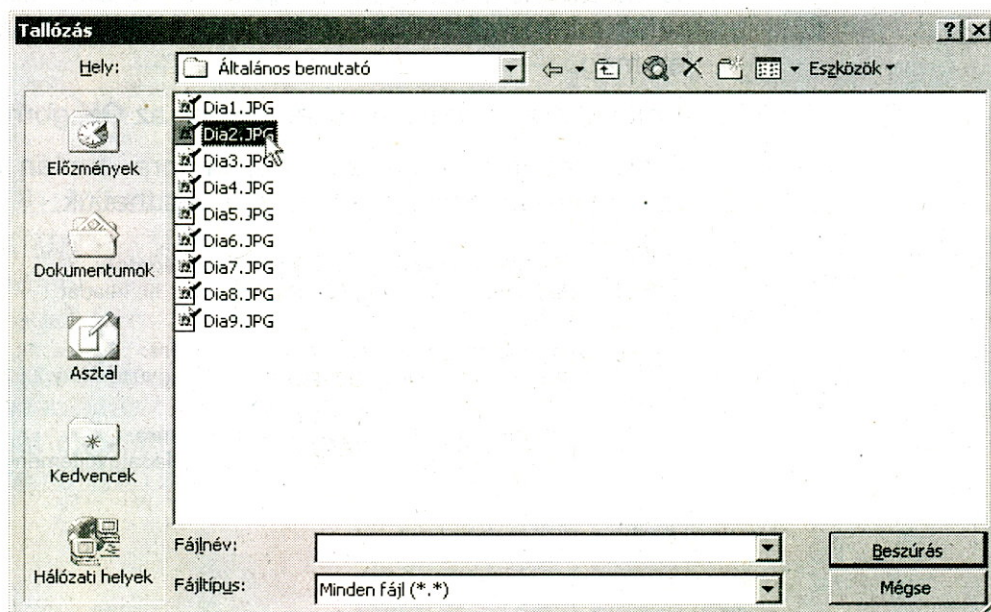 Tallózás
Hely:
Általános bemutató
Eszközök
Előzmények
Dokumentumok
Asztal
Kedvencek
Hálózati helyek
Dia1.JPG
Dia2.JPG
Dia3.JPG
Dia4.JPG
Dia5.JPG
Dia6.JPG
Dia7.JPG
Dia8.JPG
Dia9.JPG
Fájlnév:
Beszúrás
Fájltípus:
Minden fájl (*.*)
Mégse